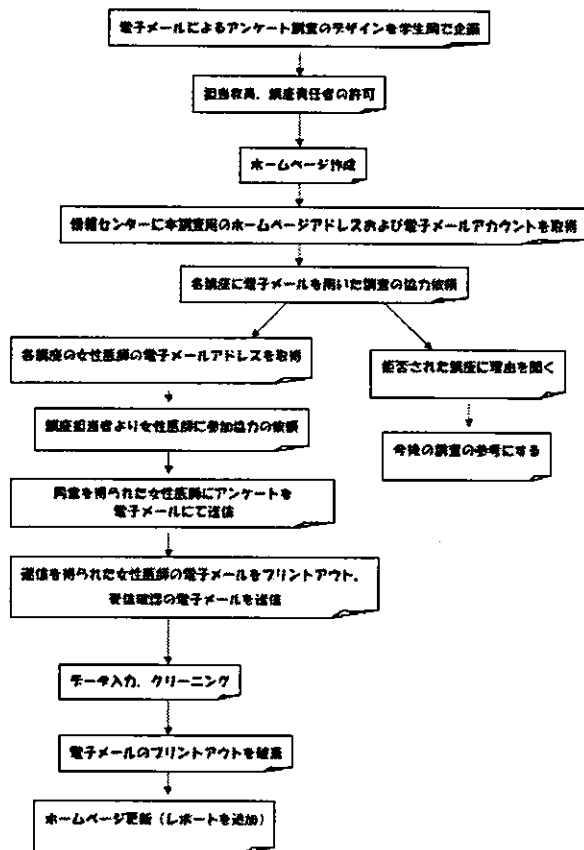 電子メールによるアンケート調査のデザインを学生間で企画
担当教員、講座責任者の許可
ホームページ作成
情報センターに本調査用のホームページアドレスおよび電子メールアカウントを取得
各講座に電子メールを用いた調査の協力依頼
各講座の女性医師の電子メールアドレスを取得
拒否された講座に理由を聞く
講座担当者より女性医師に参加協力の依頼
今後の調査の参考にする
同意を得られた女性医師にアンケートを
電子メールにて送信
返信を得られた女性医師の電子メールをプリントアウト、
受信確認の電子メールを送信
データ入力、クリーニング
電子メールのプリントアウトを破棄
ホームページ更新（レポートを追加）